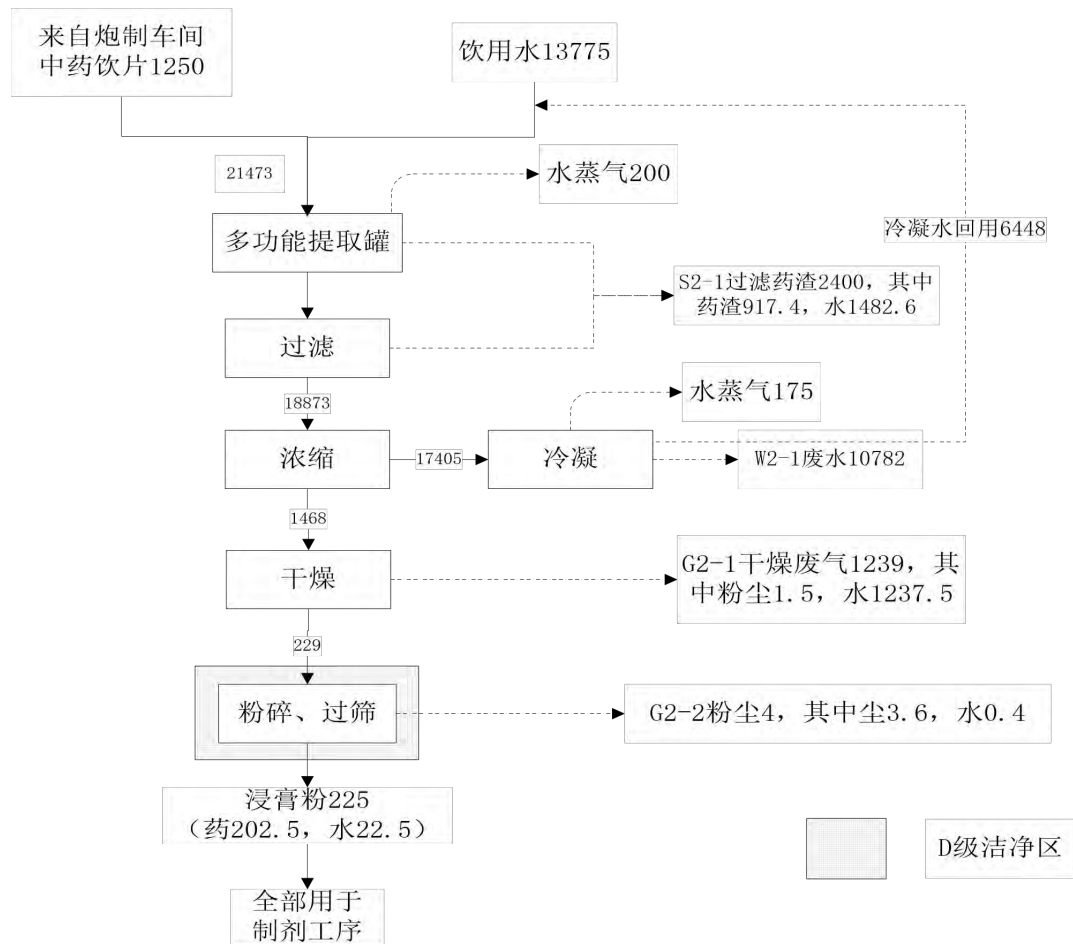 来自炮制车间
中药饮片1250
饮用水13775
21473
水蒸气200
多功能提取罐
冷凝水回用6448
S2-1过滤药渣2400，其中
药渣917.4，水1482.6
过滤
18873
水蒸气175
浓缩
17405
冷凝
W2-1废水10782
1468
干燥
G2-1干燥废气1239，其
中粉尘1.5，水1237.5
229
粉碎、过筛
G2-2粉尘4，其中尘3.6，水0.4
浸膏粉225
（药202.5，水22.5）
D级洁净区
全部用于
制剂工序